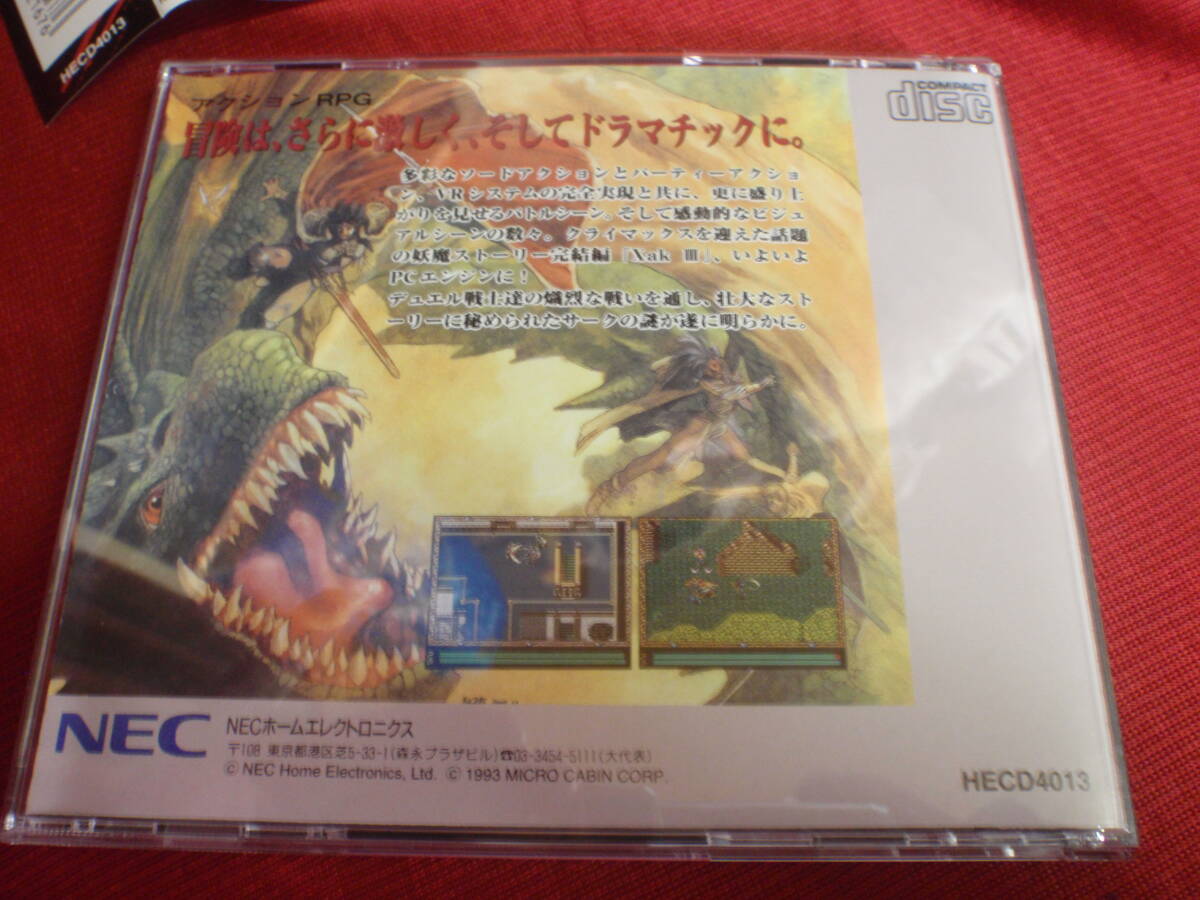 HECD4013
COMPACT
disc
アクションRPG
冒険は、さらに激しく、そしてドラマチックに。
多彩なソードアクションとパーティーアクショ
ン。VRシステムの完全実現と共に、更に盛り上
がりを見せるバトルシーン。そして感動的なビジュ
アルシーンの数々。クライマックスを迎えた話題
の妖魔ストーリー完結編『Xak Ⅲ』、いよいよ
PCエンジンに!
デュエル戦士達の熾烈な戦いを通し、壮大なスト
ーリーに秘められたサークの謎が遂に明らかに。
NEC
NECホームエレクトロニクス
〒108 東京都港区芝5-33-1(森永プラザビル)☎03-3454-5111(大代表)
© NEC Home Electronics, Ltd. © 1993 MICRO CABIN CORP.
HECD4013